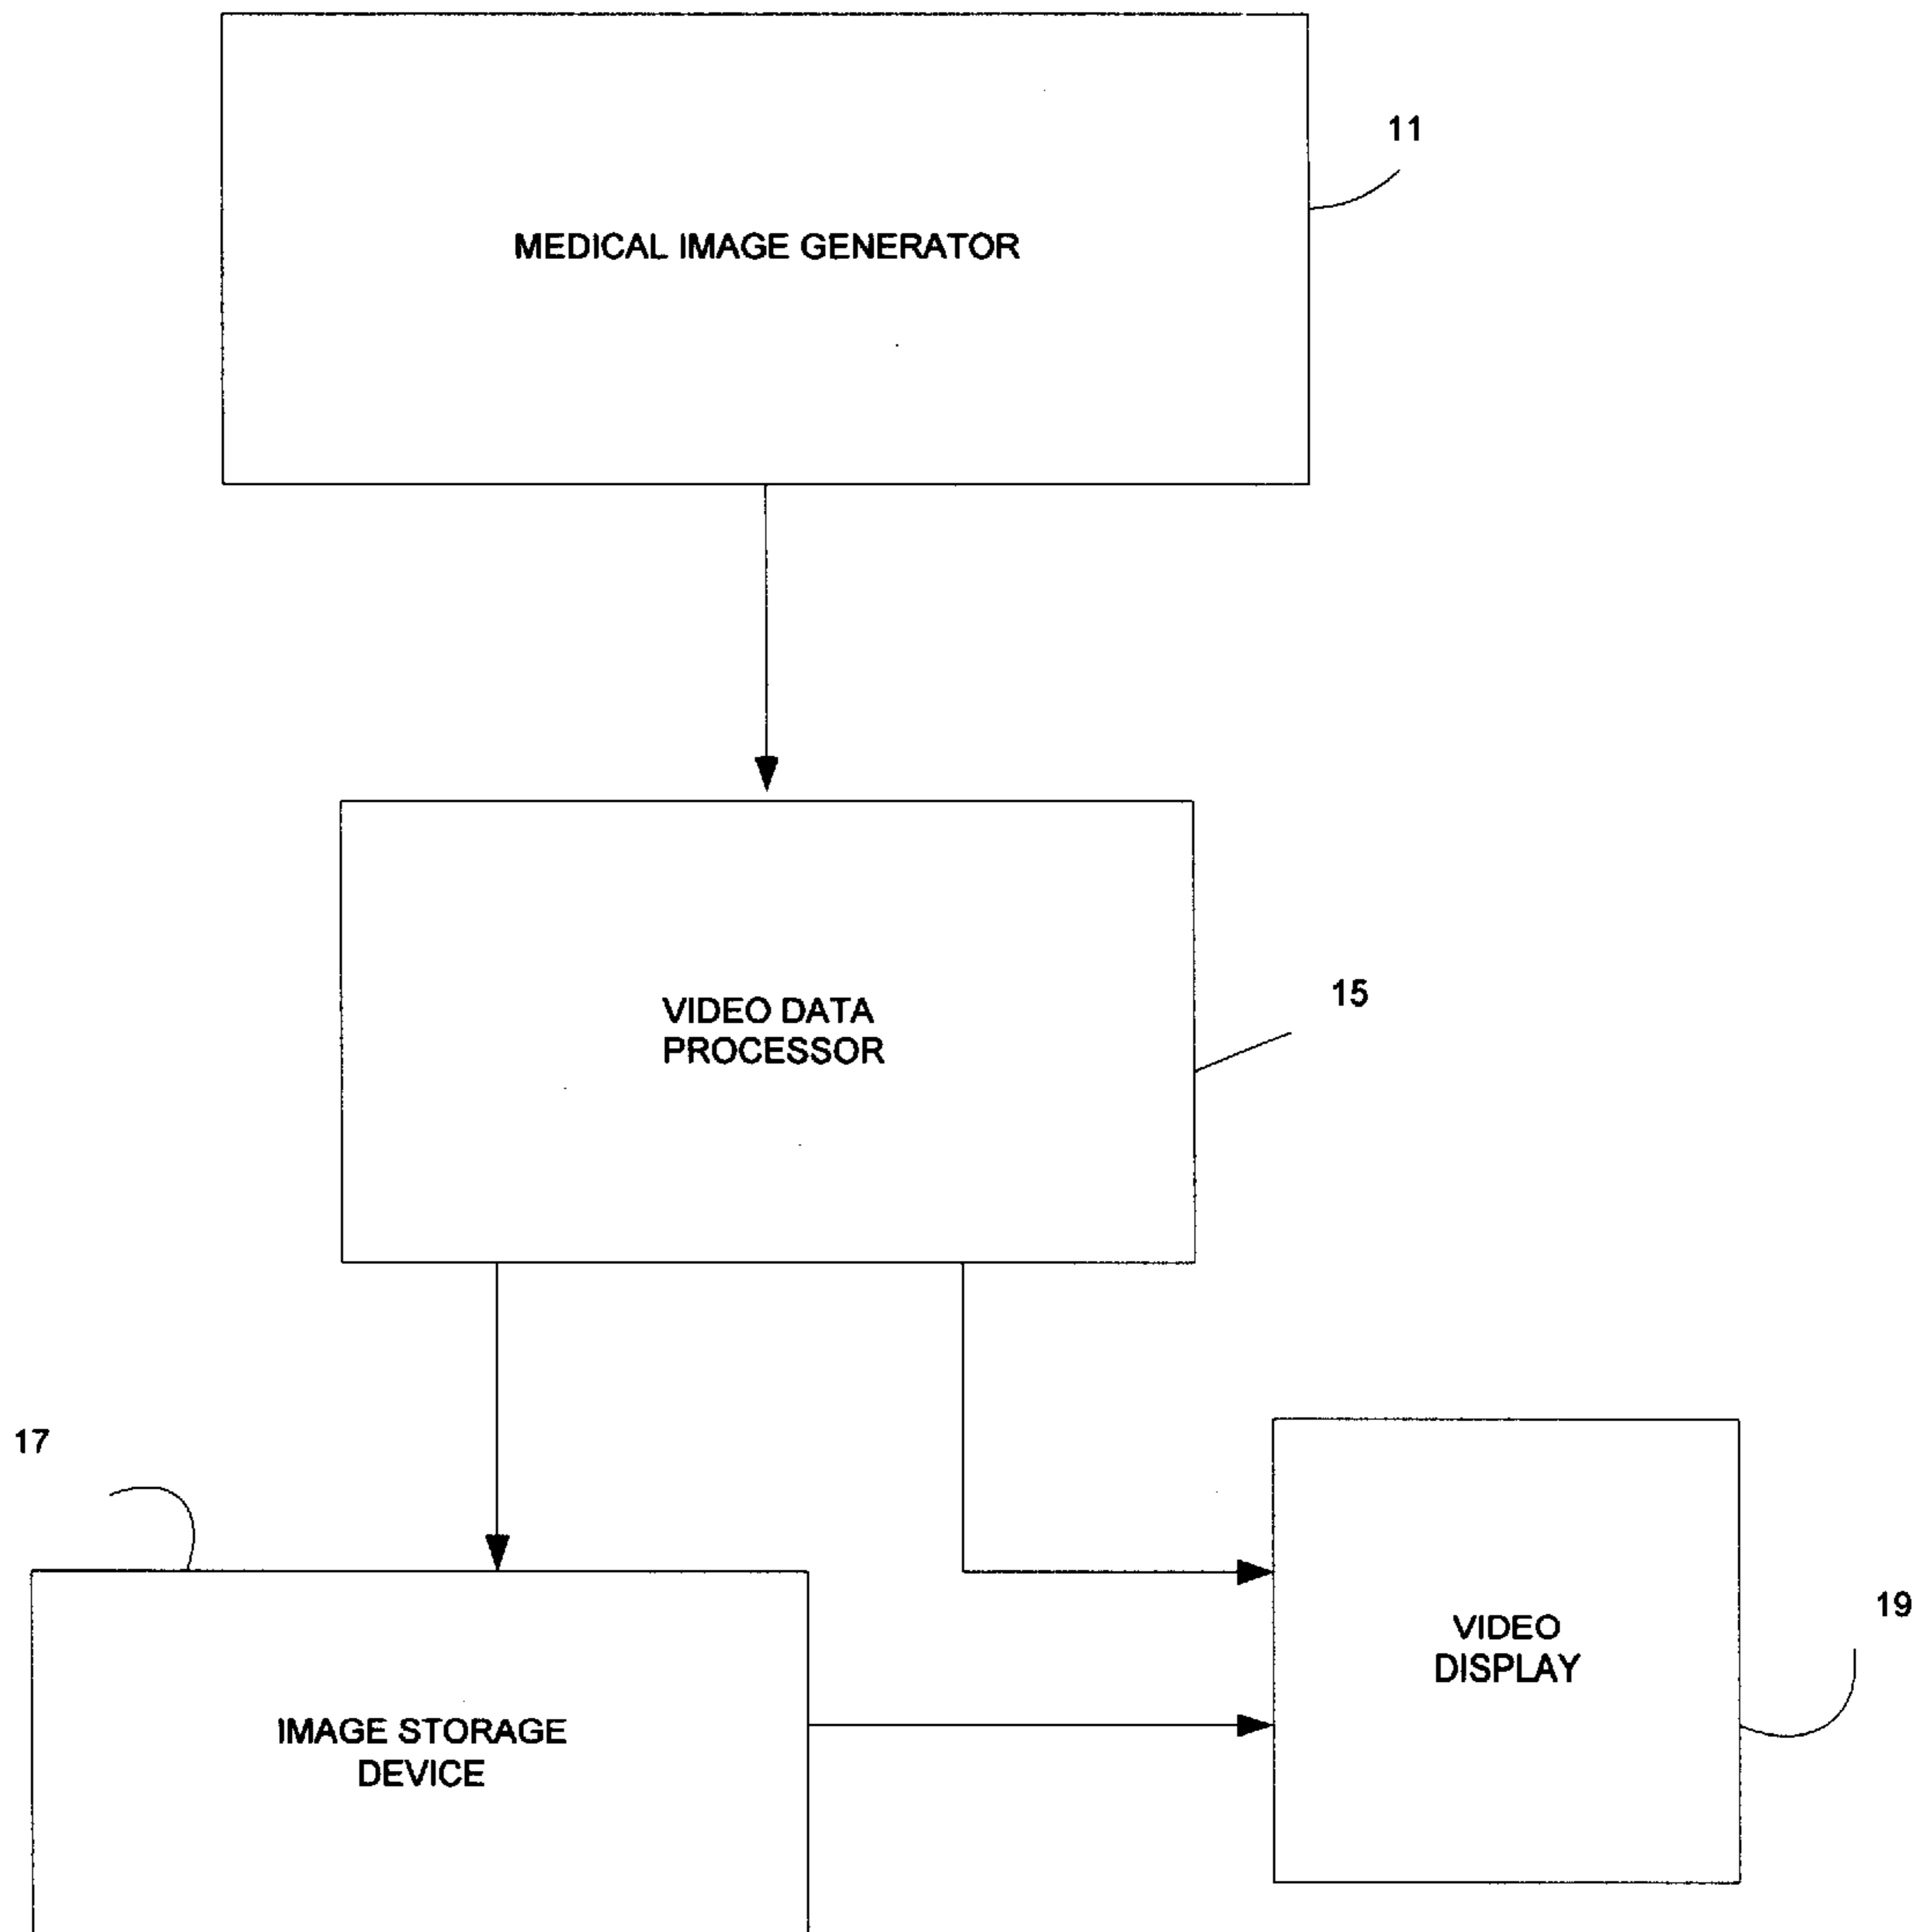 11
MEDICAL IMAGE GENERATOR
15
VIDEO DATA
PROCESSOR
17
19
VIDEO
DISPLAY
IMAGE STORAGE
DEVICE